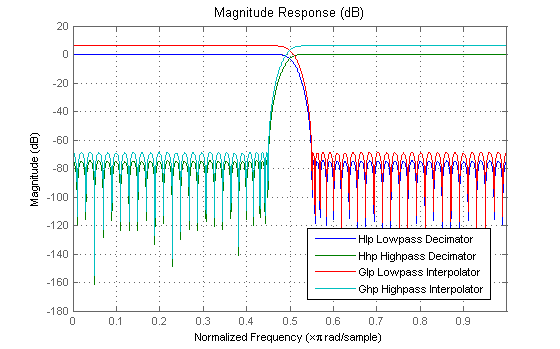 Magnitude Response (dB)
20
0
-20
-40
-60
-80
-100
-120
-140
-160
-180
Magnitude (dB)
Hlp Lowpass Decimator
Hhp Highpass Decimator
Glp Lowpass Interpolator
Ghp Highpass Interpolator
0 0.1 0.2 0.3 0.4 0.5 0.6 0.7 0.8 0.9
Normalized Frequency (×π rad/sample)